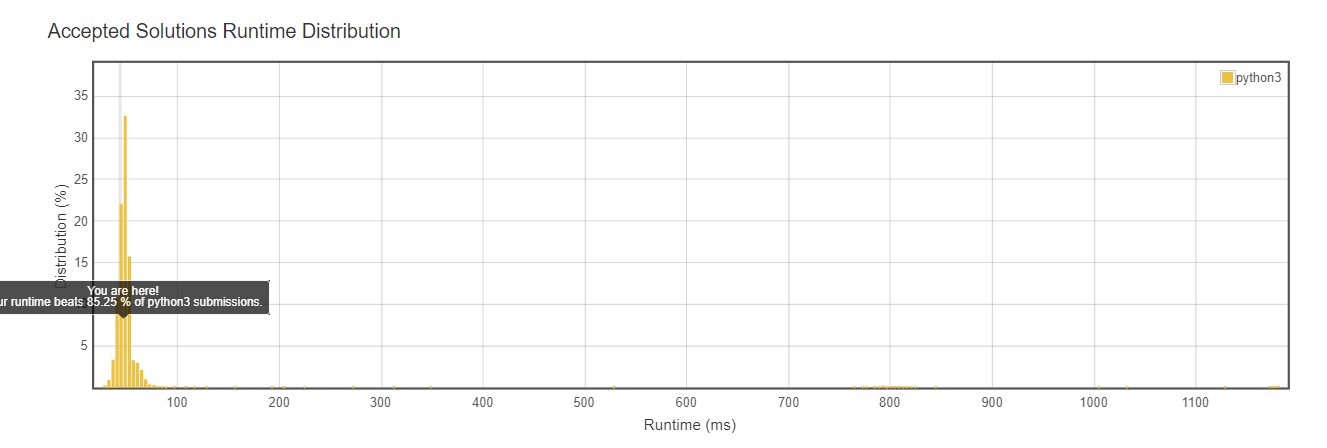 Accepted Solutions Runtime Distribution
python3
35
30
25
20
15
5
Distribution (%)
You are here!
ur runtime beats 85.25 % of python3 submissions.
100 200 300 400 500 600 700 800 900 1000 1100
Runtime (ms)